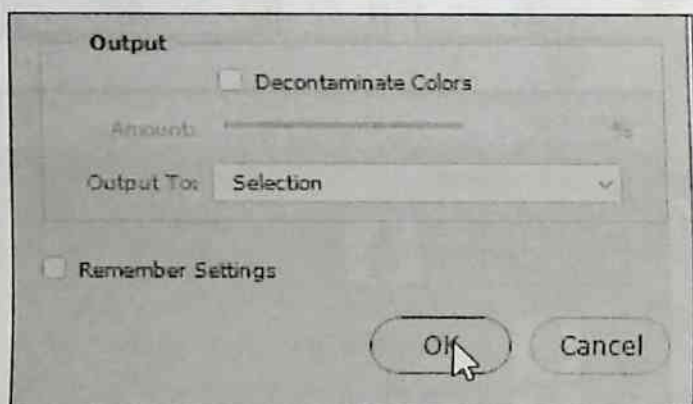 Output
Decontaminate Colors
Amount:
%
Output To: Selection
Remember Settings
OK Cancel